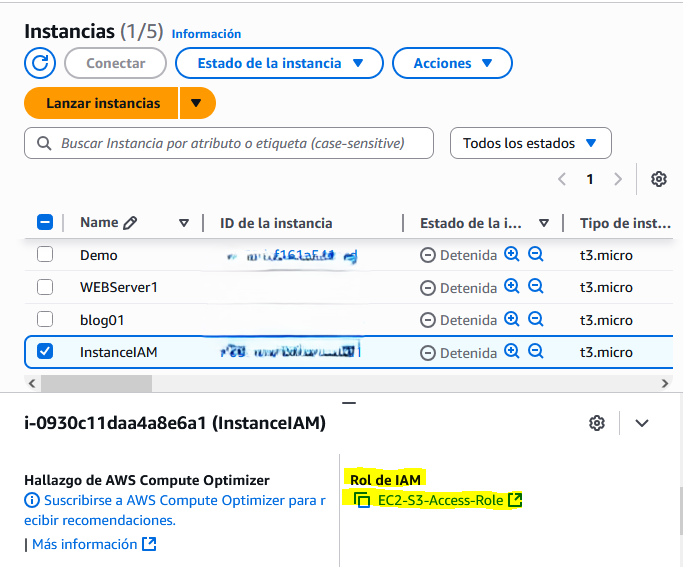 Instancias (1/5) Información
Conectar Estado de la instancia Acciones
Lanzar instancias
Buscar Instancia por atributo o etiqueta (case-sensitive) Todos los estados
1
Name ID de la instancia Estado de la i... Tipo de inst...
Demo Detenida t3.micro
WEBServer1 Detenida t3.micro
blog01 Detenida t3.micro
InstanceIAM Detenida t3.micro
i-0930c11daa4a8e6a1 (InstanceIAM)
Hallazgo de AWS Compute Optimizer
Suscribirse a AWS Compute Optimizer para r
ecibir recomendaciones.
| Más información
Rol de IAM
EC2-S3-Access-Role